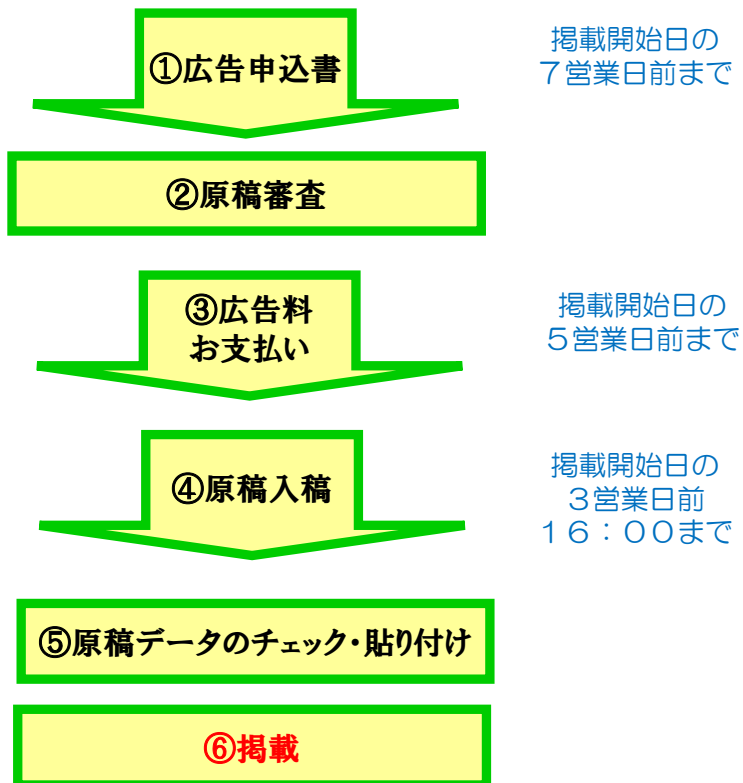 ①広告申込書
掲載開始日の
７営業日前まで
②原稿審査
③広告料
お支払い
掲載開始日の
５営業日前まで
④原稿入稿
掲載開始日の
３営業日前
１６：００まで
⑤原稿データのチェック・貼り付け
⑥掲載